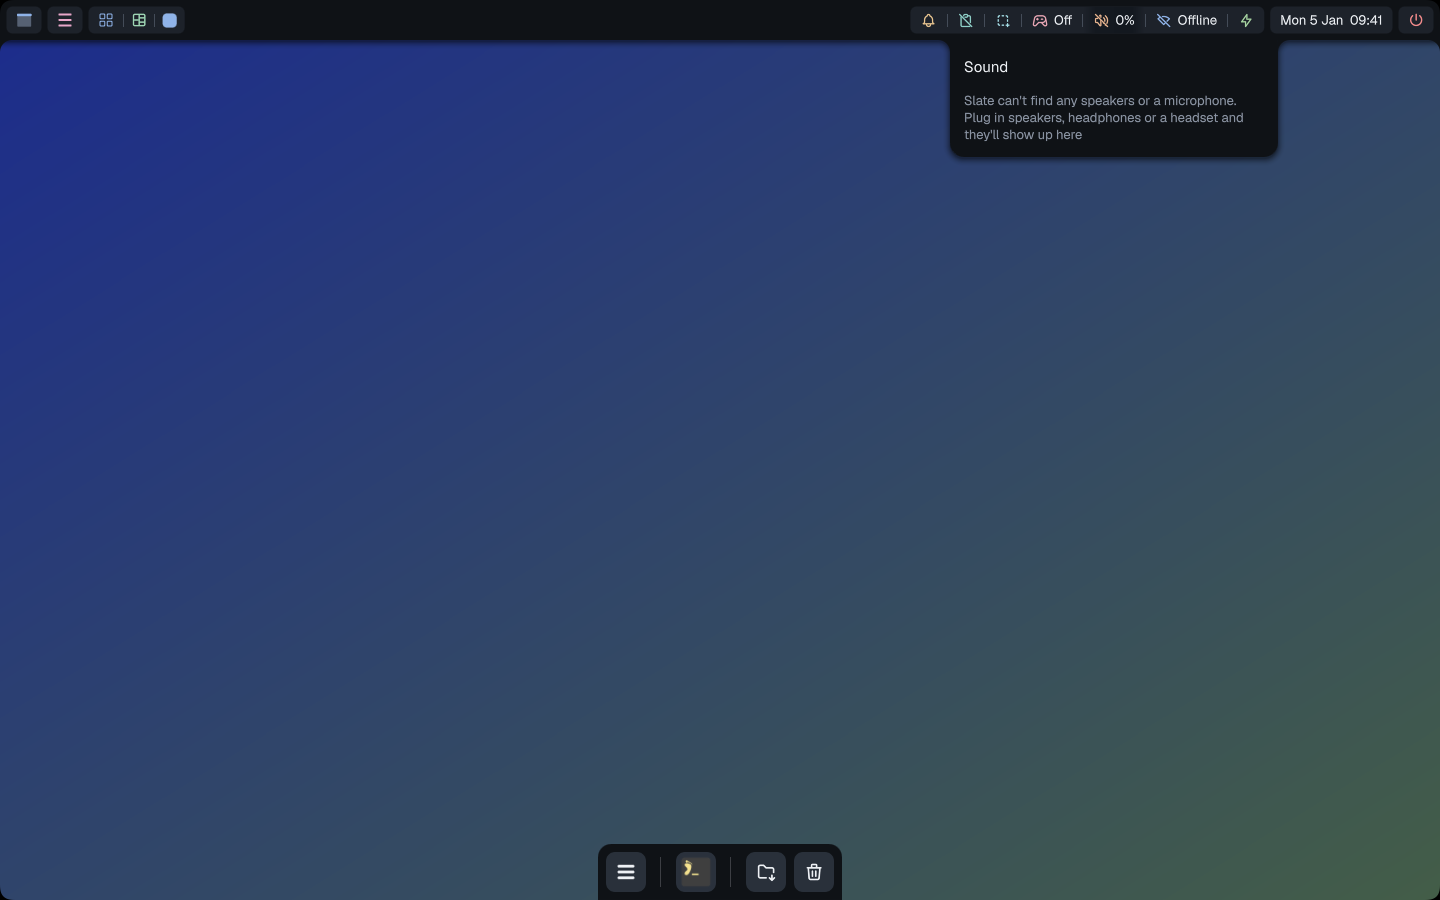 Off
0%
Offline
Mon 5 Jan 09:41
Sound
Slate can't find any speakers or a microphone.
Plug in speakers, headphones or a headset and
they'll show up here